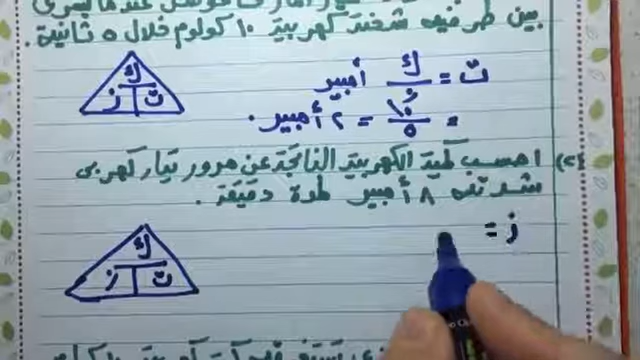 بين طرفيه شحنة كهربية ١٠ كولوم خلال ٥ ثانية .
ت = ك / ز أمبير
ك
ز ت
= ١٠ / ٥ = ٢ أمبير .
٢) احسب كمية الكهربية الناتجة عن مرور تيار كهربى
شدته ٨ أمبير لمدة دقيقة .
ز =
ك
ز ت